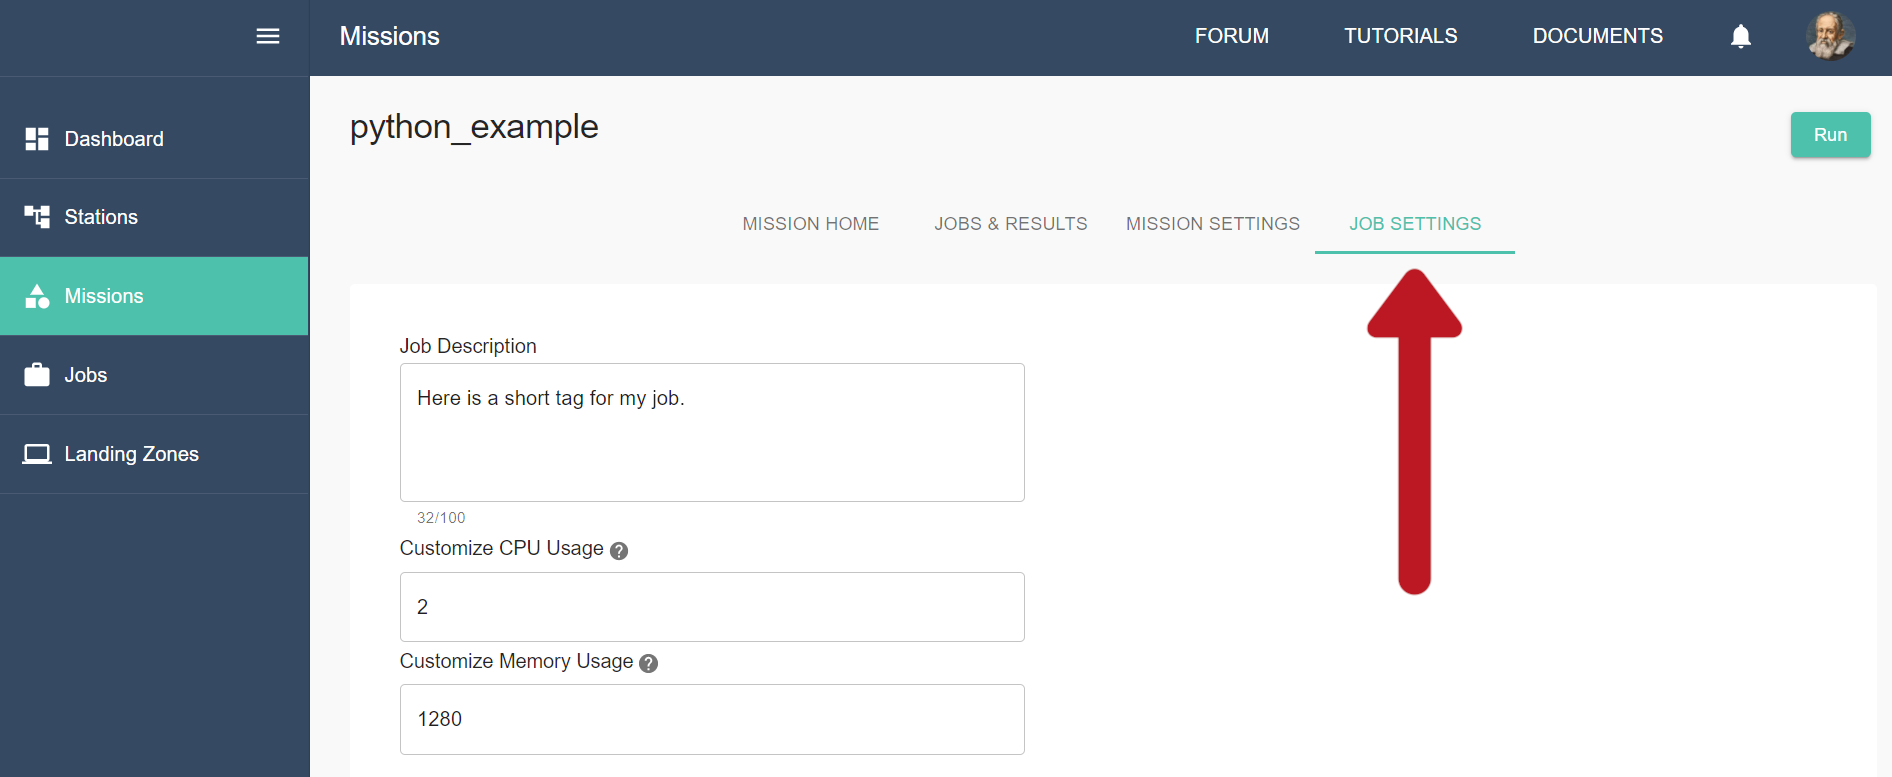 Missions
FORUM
TUTORIALS
DOCUMENTS
Dashboard
Stations
Missions
Jobs
Landing Zones
python_example
Run
MISSION HOME
JOBS & RESULTS
MISSION SETTINGS
JOB SETTINGS
Job Description
Here is a short tag for my job.
32/100
Customize CPU Usage ?
2
Customize Memory Usage ?
1280